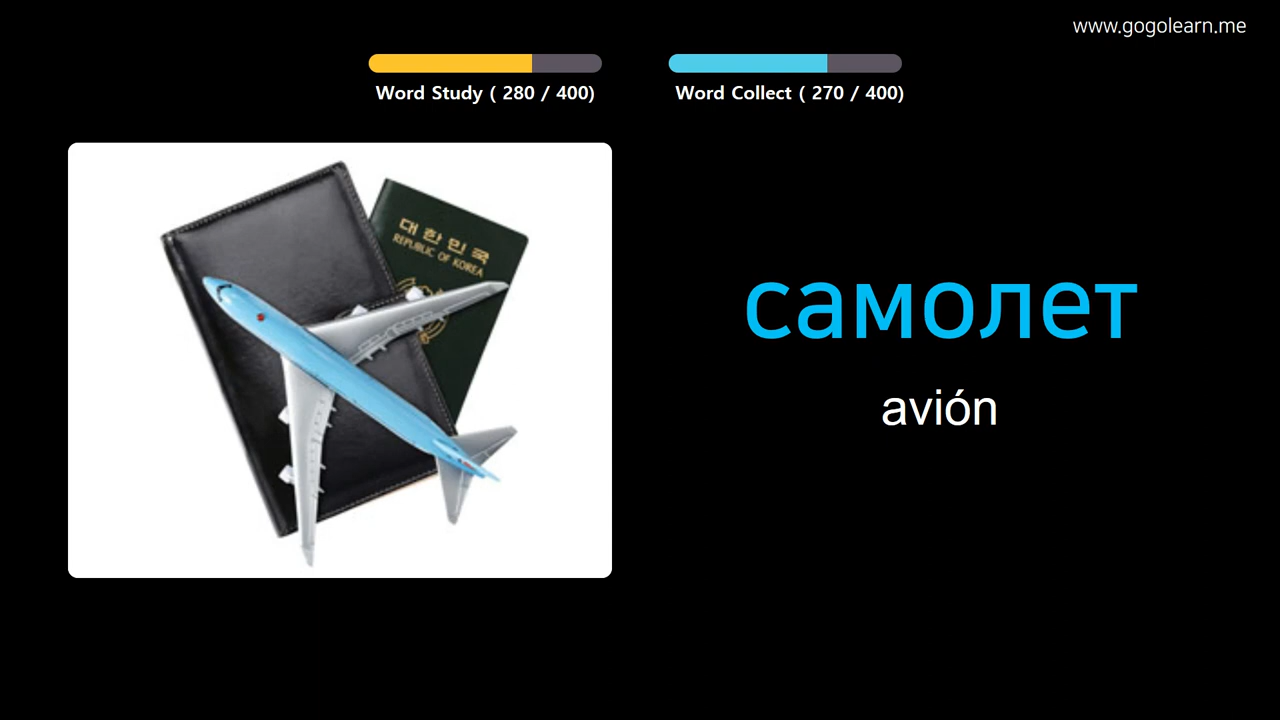 www.gogolearn.me
Word Study ( 280 / 400)
Word Collect ( 270 / 400)
대한민국
REPUBLIC OF KOREA
самолет
avión